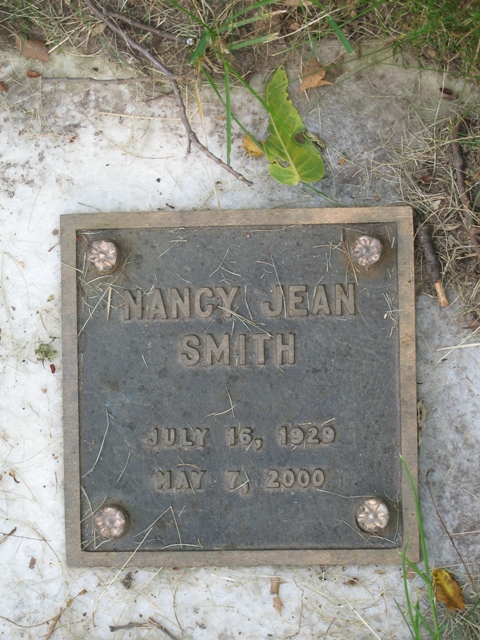 NANCY JEAN
SMITH
JULY 16, 1929
MAY 7, 2000